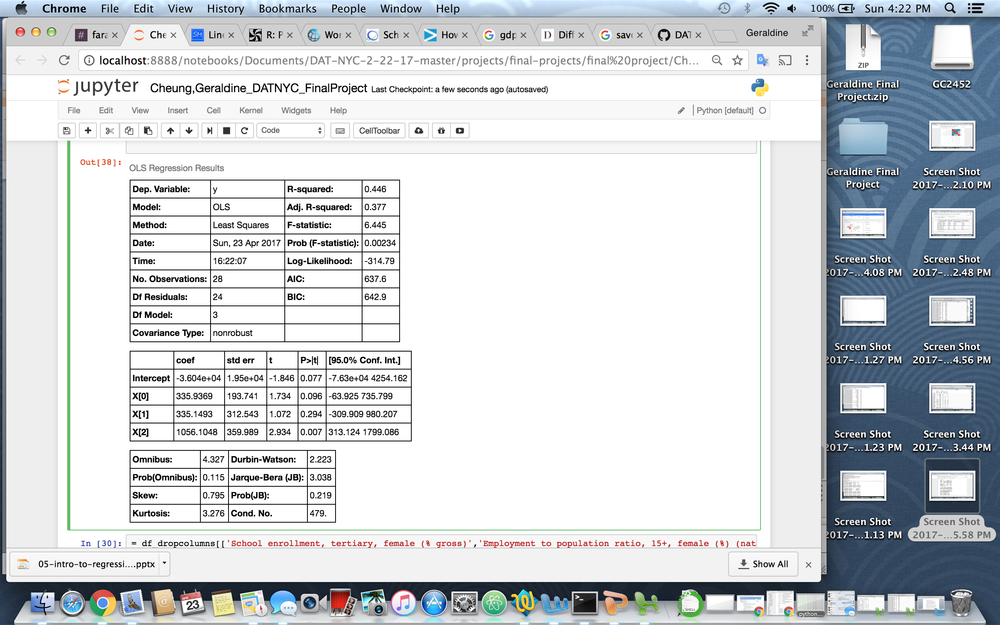 Chrome File Edit View History Bookmarks People Window Help 100% Sun 4:22 PM
# fara Che SM Line R: P Wor Sch How gdp D Diff save DAT Geraldine
localhost:8888/notebooks/Documents/DAT-NYC-2-22-17-master/projects/final-projects/final%20project/Ch...
jupyter Cheung,Geraldine_DATNYC_FinalProject Last Checkpoint: a few seconds ago (autosaved)
File Edit View Insert Cell Kernel Widgets Help Python [default]
Code CellToolbar
Out[38]:
OLS Regression Results
Dep. Variable: y R-squared: 0.446
Model: OLS Adj. R-squared: 0.377
Method: Least Squares F-statistic: 6.445
Date: Sun, 23 Apr 2017 Prob (F-statistic): 0.00234
Time: 16:22:07 Log-Likelihood: -314.79
No. Observations: 28 AIC: 637.6
Df Residuals: 24 BIC: 642.9
Df Model: 3
Covariance Type: nonrobust
coef std err t P>|t| [95.0% Conf. Int.]
Intercept -3.604e+04 1.95e+04 -1.846 0.077 -7.63e+04 4254.162
X[0] 335.9369 193.741 1.734 0.096 -63.925 735.799
X[1] 335.1493 312.543 1.072 0.294 -309.909 980.207
X[2] 1056.1048 359.989 2.934 0.007 313.124 1799.086
Omnibus: 4.327 Durbin-Watson: 2.223
Prob(Omnibus): 0.115 Jarque-Bera (JB): 3.038
Skew: 0.795 Prob(JB): 0.219
Kurtosis: 3.276 Cond. No. 479.
In [30]: = df_dropcolumns[['School enrollment, tertiary, female (% gross)','Employment to population ratio, 15+, female (%) (nat
05-intro-to-regressi....pptx Show All
ZIP
Geraldine Final
Project.zip
GC2452
Geraldine Final
Project
Screen Shot
2017-...2.10 PM
Screen Shot
2017-...4.08 PM
Screen Shot
2017-...2.48 PM
Screen Shot
2017-...1.27 PM
Screen Shot
2017-...4.56 PM
Screen Shot
2017-...1.23 PM
Screen Shot
2017-...3.44 PM
Screen Shot
2017-...1.13 PM
Screen Shot
2017-...5.58 PM
APR
23
280
>_
SHELL
python...